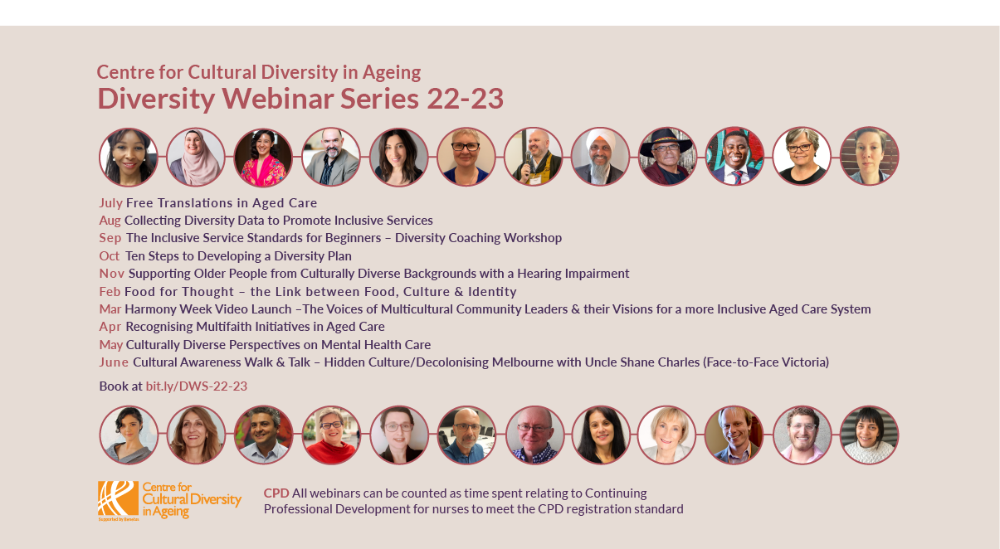 Centre for Cultural Diversity in Ageing
Diversity Webinar Series 22-23
July Free Translations in Aged Care
Aug Collecting Diversity Data to Promote Inclusive Services
Sep The Inclusive Service Standards for Beginners – Diversity Coaching Workshop
Oct Ten Steps to Developing a Diversity Plan
Nov Supporting Older People from Culturally Diverse Backgrounds with a Hearing Impairment
Feb Food for Thought – the Link between Food, Culture & Identity
Mar Harmony Week Video Launch –The Voices of Multicultural Community Leaders & their Visions for a more Inclusive Aged Care System
Apr Recognising Multifaith Initiatives in Aged Care
May Culturally Diverse Perspectives on Mental Health Care
June Cultural Awareness Walk & Talk – Hidden Culture/Decolonising Melbourne with Uncle Shane Charles (Face-to-Face Victoria)
Book at bit.ly/DWS-22-23
Centre for
Cultural Diversity
in Ageing
Supported by Benetas
CPD All webinars can be counted as time spent relating to Continuing
Professional Development for nurses to meet the CPD registration standard